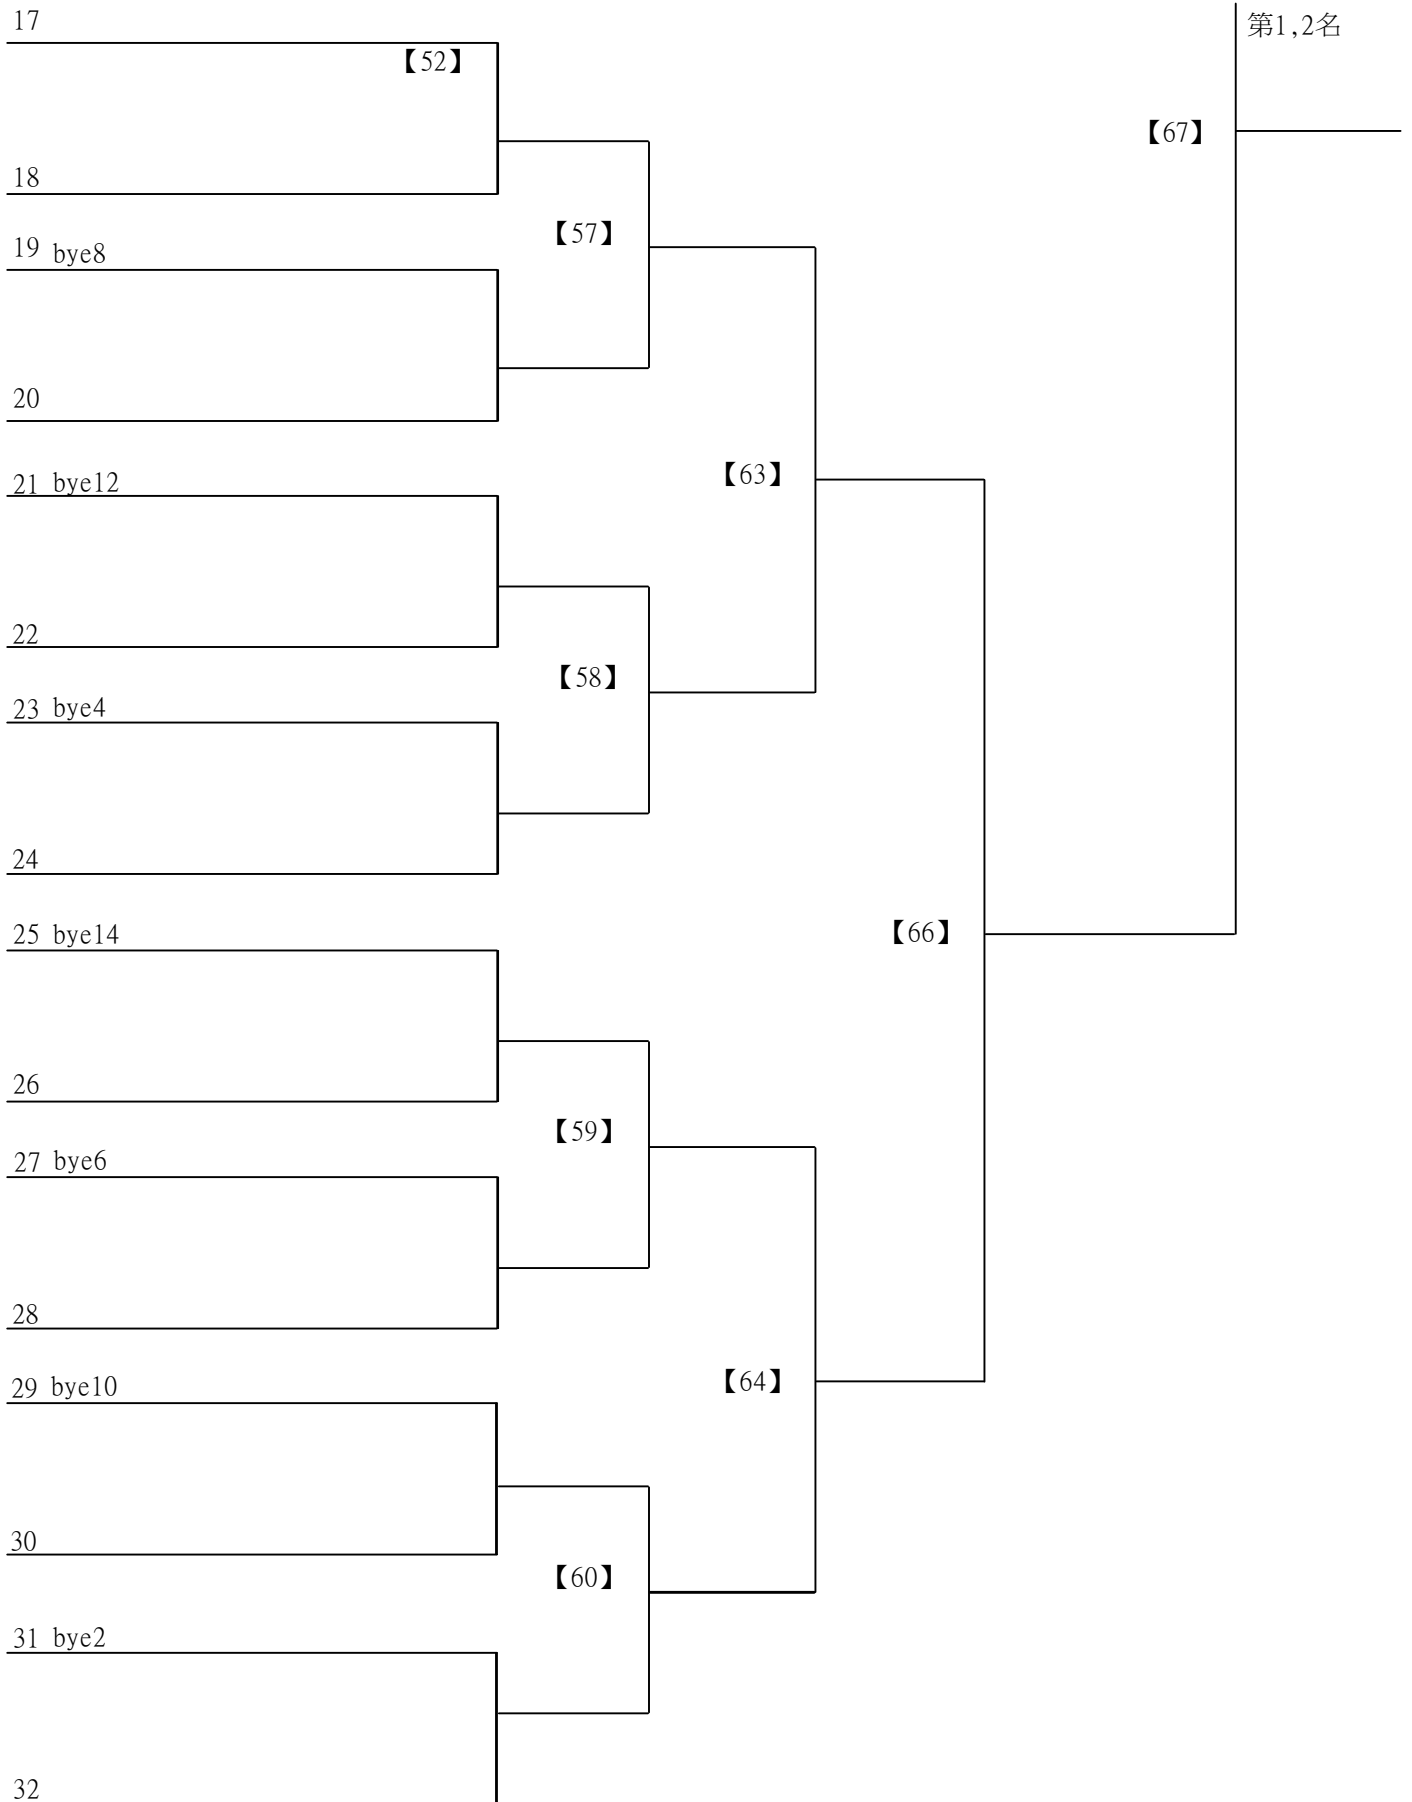 17
第1,2名
【52】
【67】
18
【57】
19 bye8
20
【63】
21 bye12
22
【58】
23 bye4
24
25 bye14
【66】
26
【59】
27 bye6
28
【64】
29 bye10
30
【60】
31 bye2
32